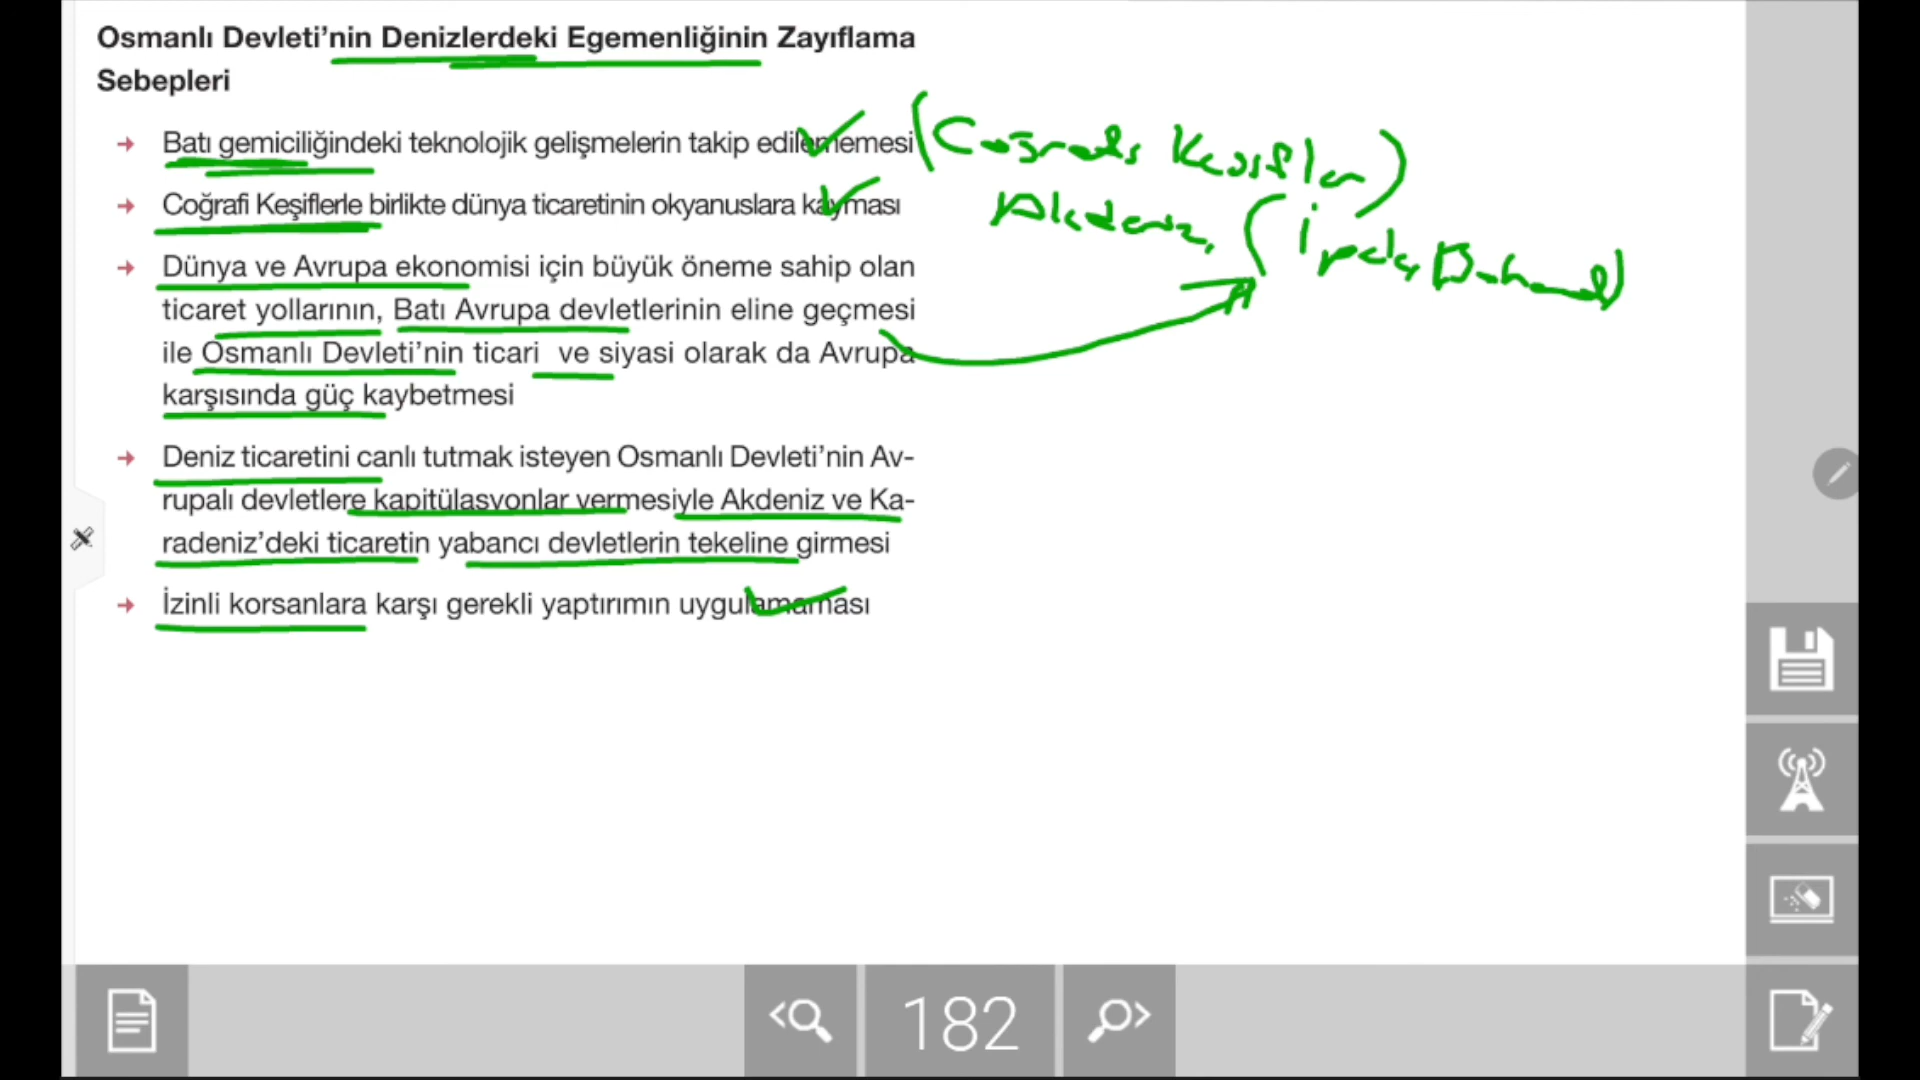 Osmanlı Devleti’nin Denizlerdeki Egemenliğinin Zayıflama
Sebepleri
Batı gemiciliğindeki teknolojik gelişmelerin takip edilememesi
(Coğrafi Keşifler)
Coğrafi Keşiflerle birlikte dünya ticaretinin okyanuslara kayması
Akdeniz, (İpek, Baharat)
Dünya ve Avrupa ekonomisi için büyük öneme sahip olan
ticaret yollarının, Batı Avrupa devletlerinin eline geçmesi
ile Osmanlı Devleti’nin ticari ve siyasi olarak da Avrupa
karşısında güç kaybetmesi
Deniz ticaretini canlı tutmak isteyen Osmanlı Devleti’nin Av-
rupalı devletlere kapitülasyonlar vermesiyle Akdeniz ve Ka-
radeniz’deki ticaretin yabancı devletlerin tekeline girmesi
İzinli korsanlara karşı gerekli yaptırımın uygulamaması
182